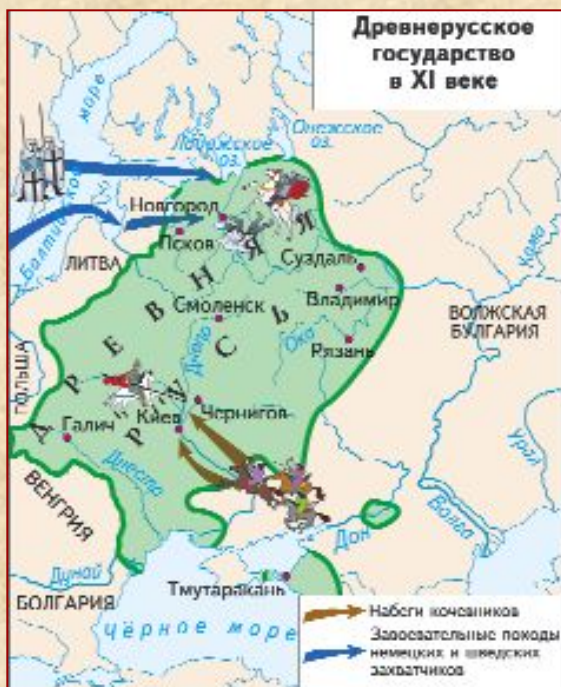 Древнерусское
государство
в XI веке
море
Ладожское
оз.
Онежское
оз.
Новгород
Псков
Балтийское
ЛИТВА
Суздаль
Владимир
Смоленск
Кама
ВОЛЖСКАЯ
БУЛГАРИЯ
Днепр
Ока
Рязань
ДРЕВНЯЯ
РУСЬ
ПОЛЬША
Галич
Киев
Чернигов
Днестр
ВЕНГРИЯ
Урал
Волга
Дон
Дунай
БОЛГАРИЯ
Тмутаракань
Чёрное море
Набеги кочевников
Завоевательные походы
немецких и шведских
захватчиков